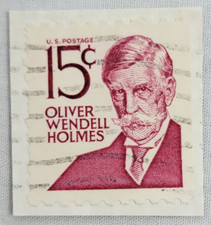 U.S. POSTAGE
15¢
OLIVER
WENDELL
HOLMES